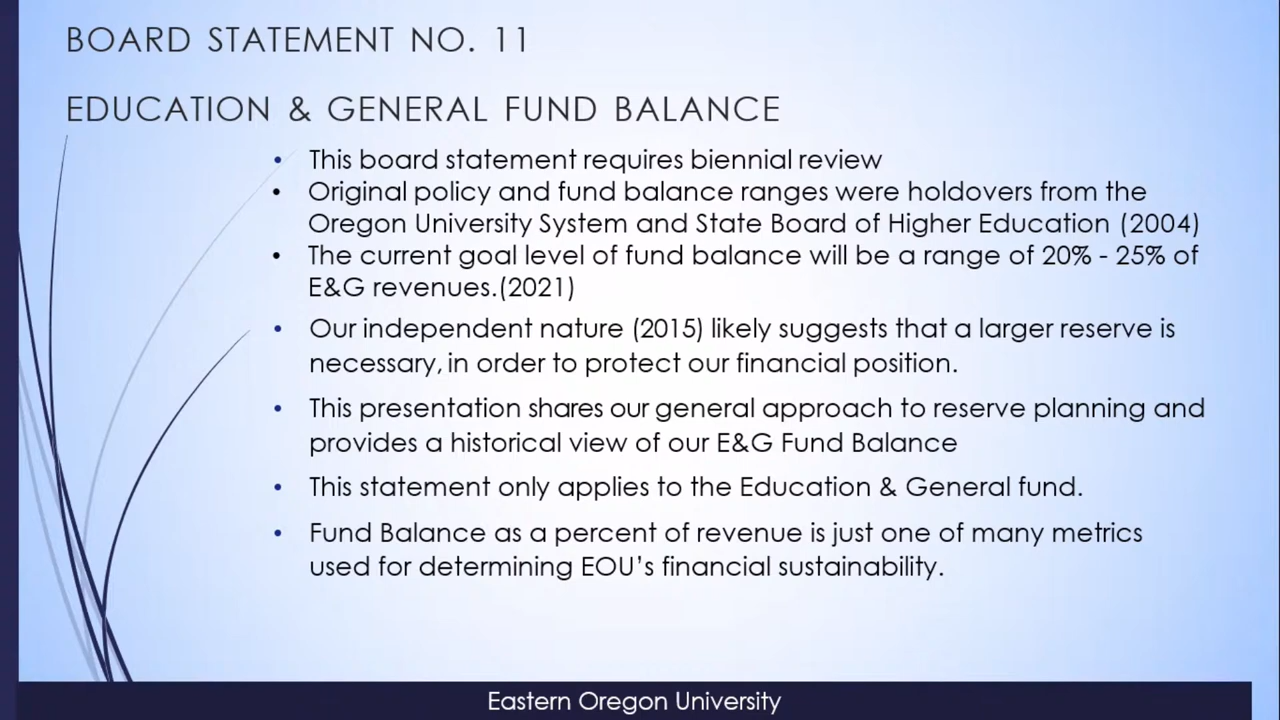 BOARD STATEMENT NO. 11
EDUCATION & GENERAL FUND BALANCE
• This board statement requires biennial review
• Original policy and fund balance ranges were holdovers from the
Oregon University System and State Board of Higher Education (2004)
• The current goal level of fund balance will be a range of 20% - 25% of
E&G revenues.(2021)
• Our independent nature (2015) likely suggests that a larger reserve is
necessary, in order to protect our financial position.
• This presentation shares our general approach to reserve planning and
provides a historical view of our E&G Fund Balance
• This statement only applies to the Education & General fund.
• Fund Balance as a percent of revenue is just one of many metrics
used for determining EOU’s financial sustainability.
Eastern Oregon University